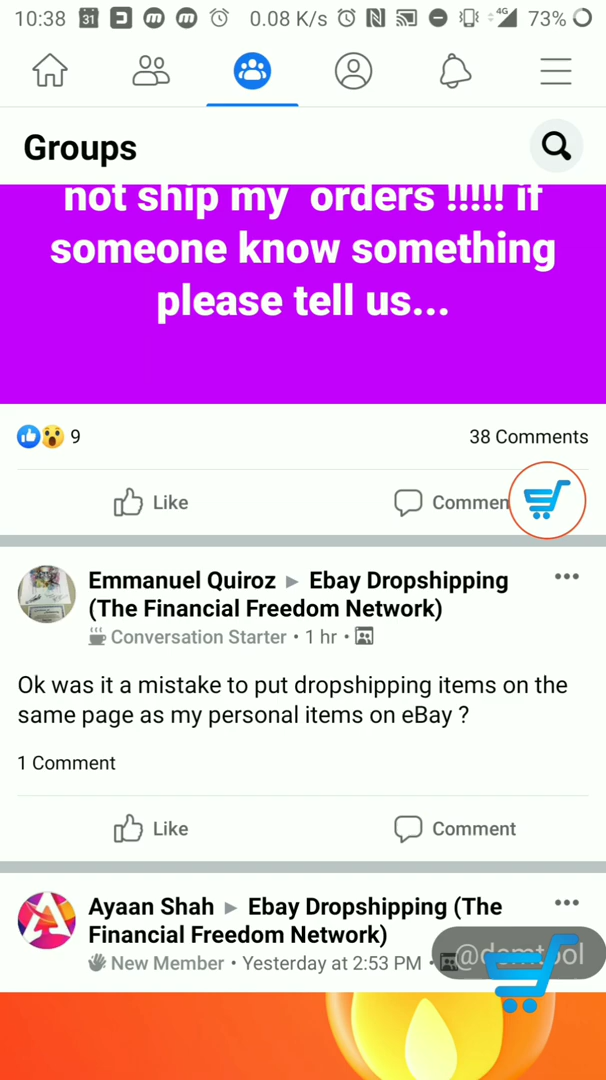 10:38 31 0.08 K/s 4G 73%
Groups
not ship my orders !!!!! if
someone know something
please tell us...
9 38 Comments
Like Commen
Emmanuel Quiroz ► Ebay Dropshipping
(The Financial Freedom Network)
Conversation Starter • 1 hr •
Ok was it a mistake to put dropshipping items on the
same page as my personal items on eBay ?
1 Comment
Like Comment
Ayaan Shah ► Ebay Dropshipping (The
Financial Freedom Network)
New Member • Yesterday at 2:53 PM •